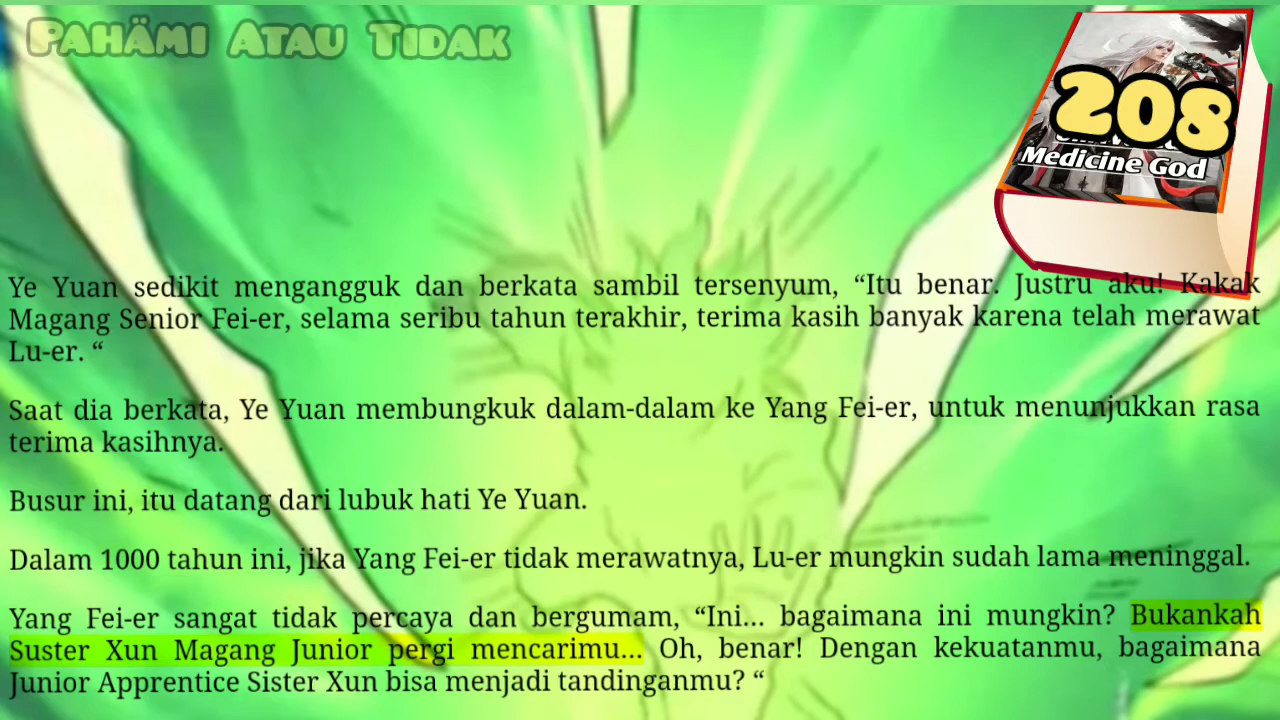 Pahämi Atau Tidak
208
Medicine God
Ye Yuan sedikit mengangguk dan berkata sambil tersenyum, “Itu benar. Justru aku! Kakak
Magang Senior Fei-er, selama seribu tahun terakhir, terima kasih banyak karena telah merawat
Lu-er. “
Saat dia berkata, Ye Yuan membungkuk dalam-dalam ke Yang Fei-er, untuk menunjukkan rasa
terima kasihnya.
Busur ini, itu datang dari lubuk hati Ye Yuan.
Dalam 1000 tahun ini, jika Yang Fei-er tidak merawatnya, Lu-er mungkin sudah lama meninggal.
Yang Fei-er sangat tidak percaya dan bergumam, “Ini... bagaimana ini mungkin? Bukankah
Suster Xun Magang Junior pergi mencarimu... Oh, benar! Dengan kekuatanmu, bagaimana
Junior Apprentice Sister Xun bisa menjadi tandinganmu? “